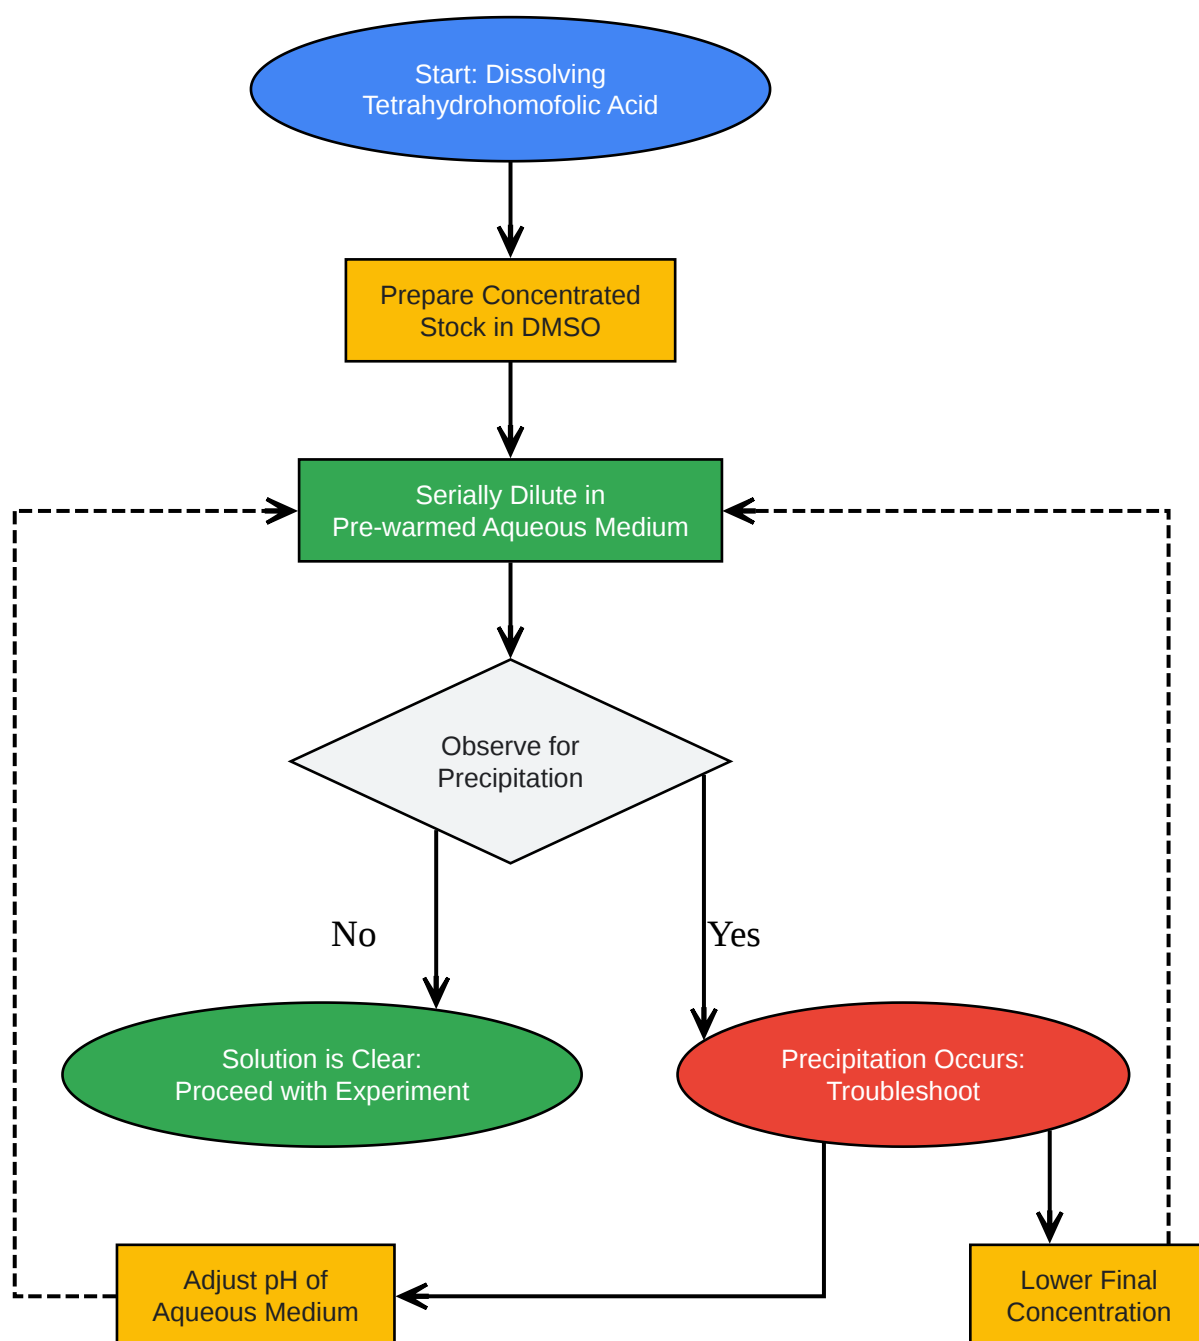 Start: Dissolving
Tetrahydrohomofolic Acid
Prepare Concentrated
Stock in DMSO
Serially Dilute in
Pre-warmed Aqueous Medium
Observe for
Precipitation
No
Yes
Solution is Clear:
Proceed with Experiment
Precipitation Occurs:
Troubleshoot
Adjust pH of
Aqueous Medium
Lower Final
Concentration